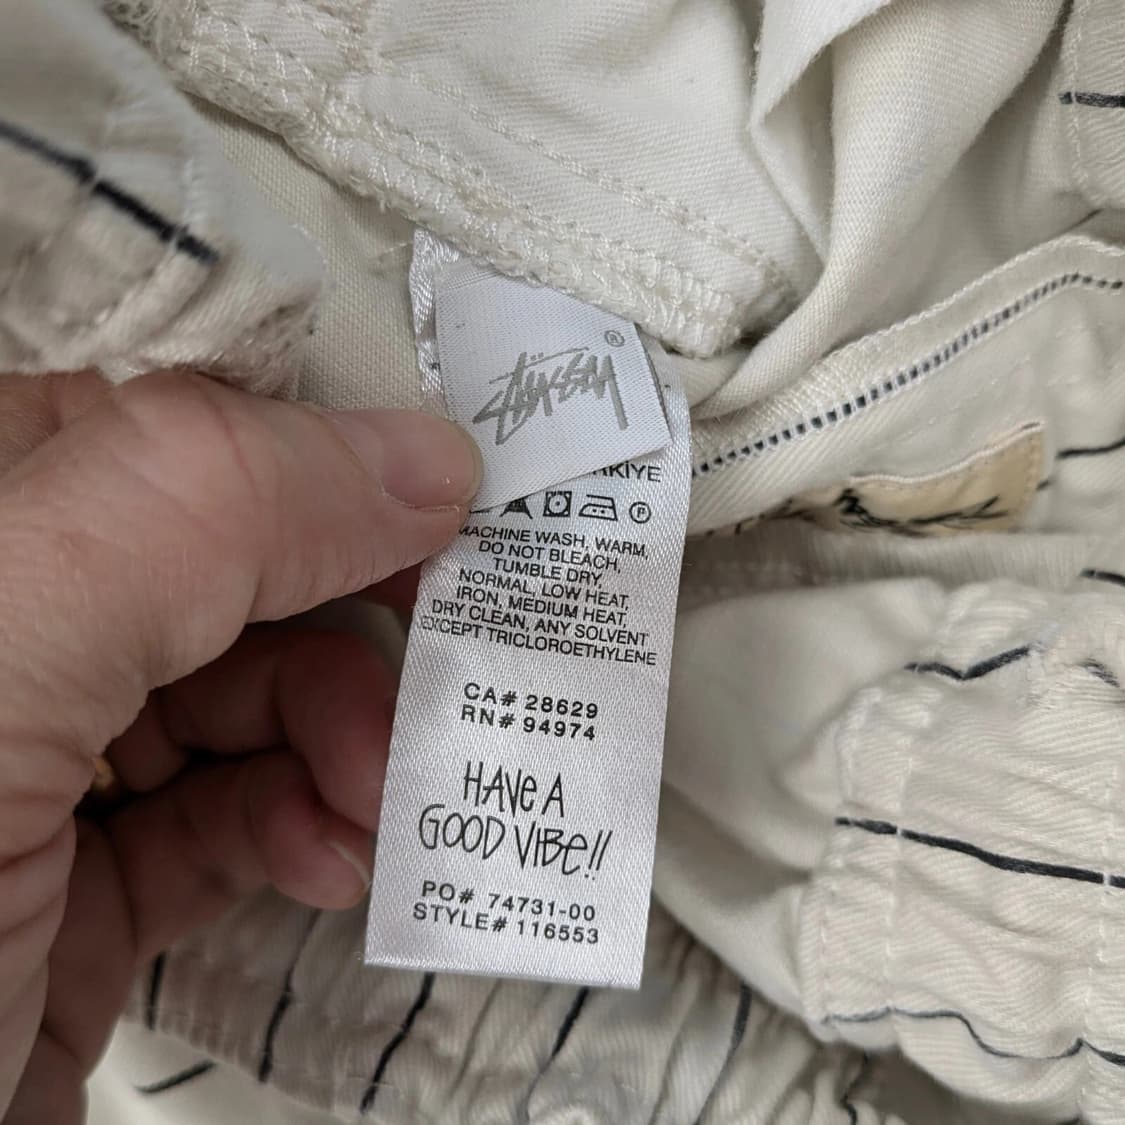 STÜSSY ®
MACHINE WASH, WARM,
DO NOT BLEACH,
TUMBLE DRY,
NORMAL, LOW HEAT,
IRON, MEDIUM HEAT,
DRY CLEAN, ANY SOLVENT
EXCEPT TRICLOROETHYLENE
CA# 28629
RN# 94974
HAVE A
GOOD VIBE!!
PO# 74731-00
STYLE# 116553